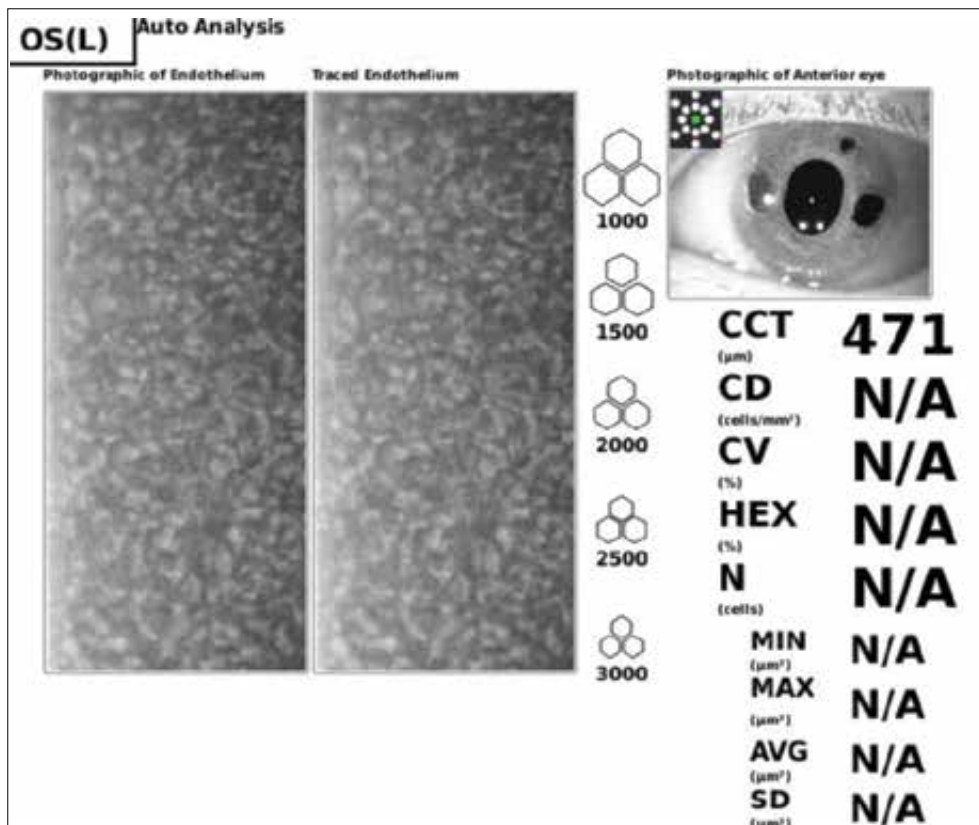 OS(L)
Auto Analysis
Photographic of Endothelium
Traced Endothelium
Photographic of Anterior eye
1000
1500
2000
2500
3000
CCT 471
(µm)
CD N/A
(cells/mm²)
CV N/A
(%)
HEX N/A
(%)
N N/A
(cells)
MIN N/A
(µm²)
MAX N/A
(µm²)
AVG N/A
(µm²)
SD N/A
(µm²)